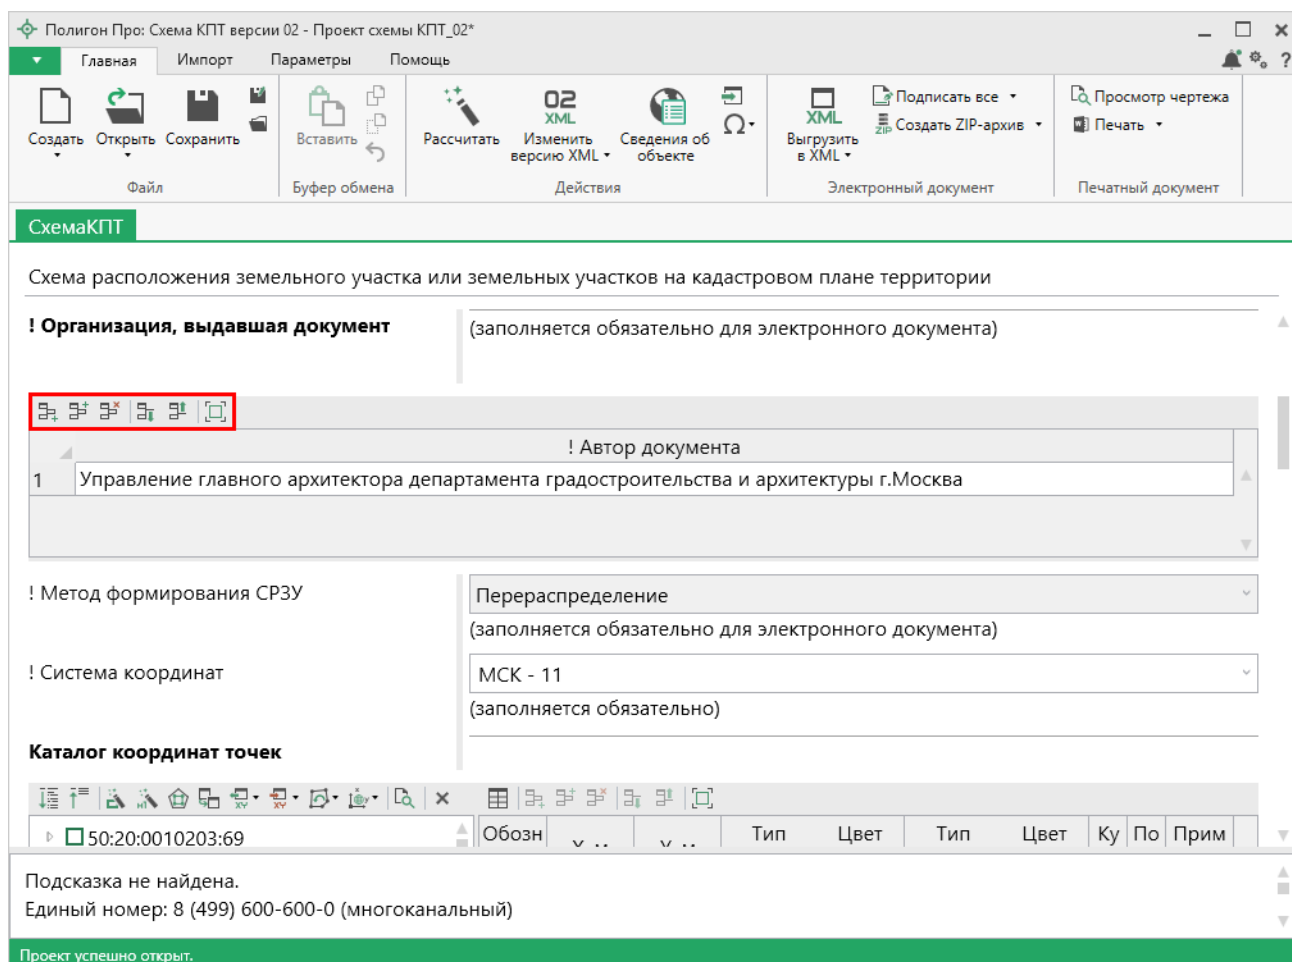 Полигон Про: Схема КПТ версии 02 - Проект схемы КПТ_02*
Главная Импорт Параметры Помощь
Создать Открыть Сохранить
Файл
Вставить
Буфер обмена
Рассчитать
02 XML
Изменить версию XML
Сведения об объекте
Действия
XML
Выгрузить в XML
Подписать все
ZIP Создать ZIP-архив
Электронный документ
Просмотр чертежа
Печать
Печатный документ
СхемаКПТ
Схема расположения земельного участка или земельных участков на кадастровом плане территории
! Организация, выдавшая документ
(заполняется обязательно для электронного документа)
! Автор документа
1 Управление главного архитектора департамента градостроительства и архитектуры г.Москва
! Метод формирования СРЗУ
Перераспределение
(заполняется обязательно для электронного документа)
! Система координат
МСК - 11
(заполняется обязательно)
Каталог координат точек
50:20:0010203:69
Обозн Тип Цвет Тип Цвет Ку По Прим
Подсказка не найдена.
Единый номер: 8 (499) 600-600-0 (многоканальный)
Проект успешно открыт.